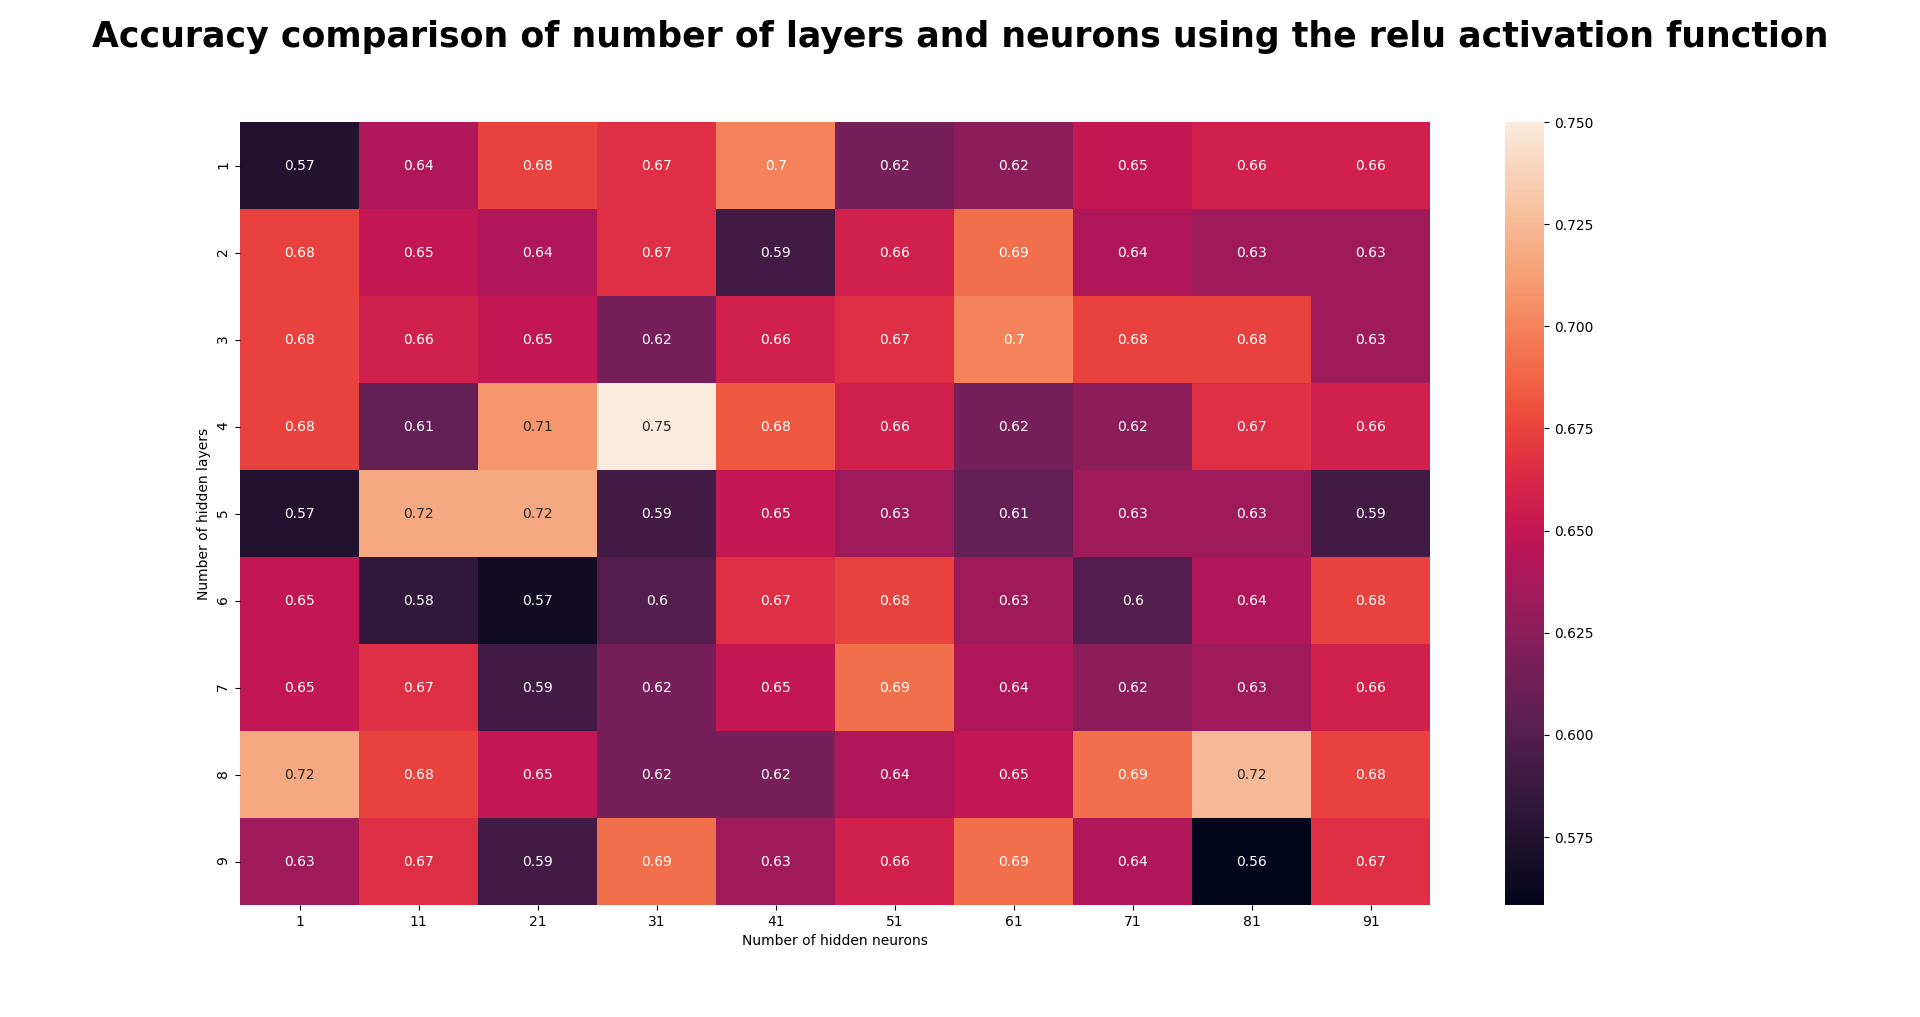 Accuracy comparison of number of layers and neurons using the relu activation function
Number of hidden layers
1 0.57 0.64 0.68 0.67 0.7 0.62 0.62 0.65 0.66 0.66
2 0.68 0.65 0.64 0.67 0.59 0.66 0.69 0.64 0.63 0.63
3 0.68 0.66 0.65 0.62 0.66 0.67 0.7 0.68 0.68 0.63
4 0.68 0.61 0.71 0.75 0.68 0.66 0.62 0.62 0.67 0.66
5 0.57 0.72 0.72 0.59 0.65 0.63 0.61 0.63 0.63 0.59
6 0.65 0.58 0.57 0.6 0.67 0.68 0.63 0.6 0.64 0.68
7 0.65 0.67 0.59 0.62 0.65 0.69 0.64 0.62 0.63 0.66
8 0.72 0.68 0.65 0.62 0.62 0.64 0.65 0.69 0.72 0.68
9 0.63 0.67 0.59 0.69 0.63 0.66 0.69 0.64 0.56 0.67
1 11 21 31 41 51 61 71 81 91
Number of hidden neurons
0.750
0.725
0.700
0.675
0.650
0.625
0.600
0.575